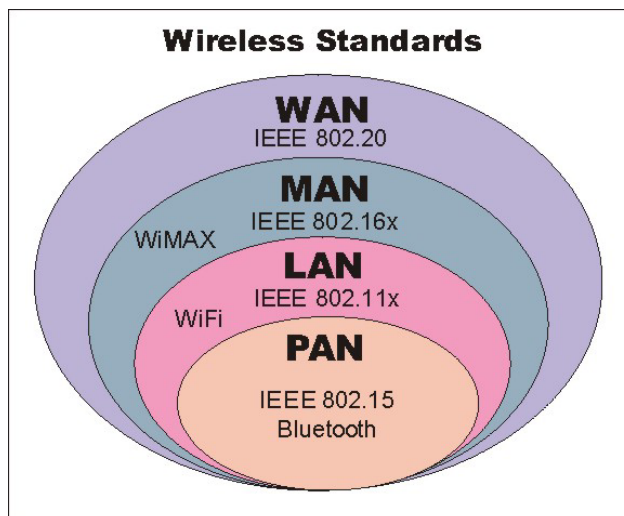 Wireless Standards
WAN
IEEE 802.20
MAN
IEEE 802.16x
WiMAX
LAN
IEEE 802.11x
WiFi
PAN
IEEE 802.15
Bluetooth